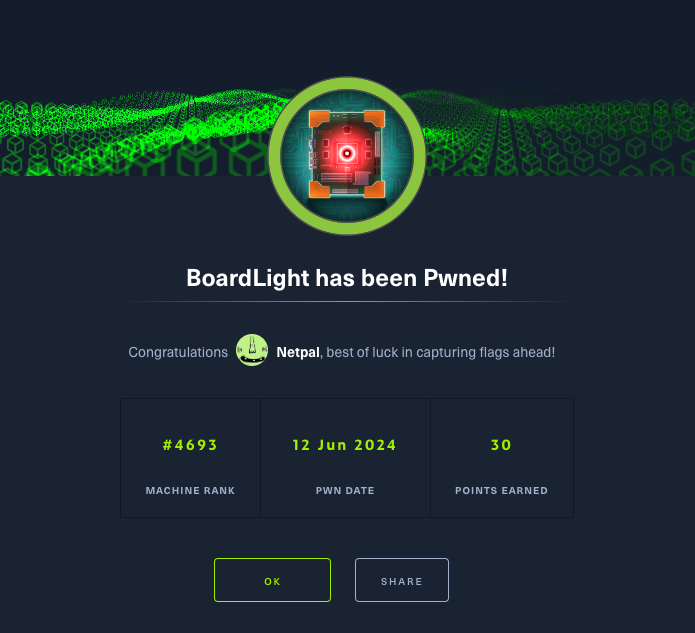 BoardLight has been Pwned!
Congratulations Netpal, best of luck in capturing flags ahead!
#4693 12 Jun 2024 30
MACHINE RANK PWN DATE POINTS EARNED
OK SHARE